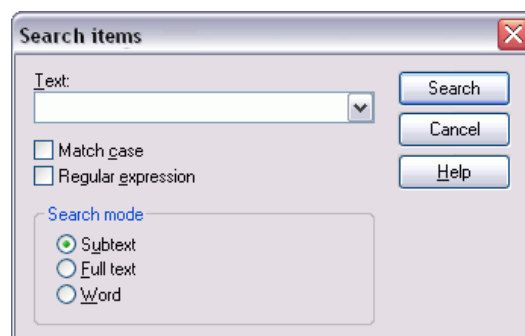 Search items
Text:
Search
Cancel
Help
Match case
Regular expression
Search mode
Subtext
Full text
Word